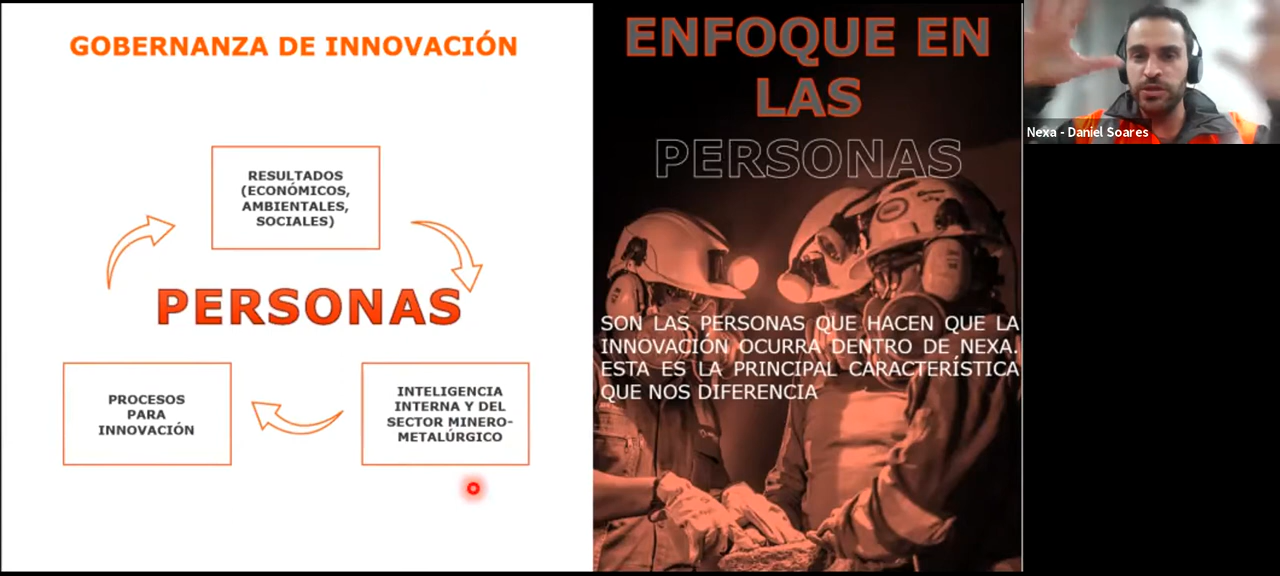 GOBERNANZA DE INNOVACIÓN
RESULTADOS
(ECONÓMICOS,
AMBIENTALES,
SOCIALES)
PERSONAS
PROCESOS
PARA
INNOVACIÓN
INTELIGENCIA
INTERNA Y DEL
SECTOR MINERO-
METALÚRGICO
ENFOQUE EN
LAS
PERSONAS
SON LAS PERSONAS QUE HACEN QUE LA
INNOVACIÓN OCURRA DENTRO DE NEXA.
ESTA ES LA PRINCIPAL CARACTERÍSTICA
QUE NOS DIFERENCIA
Nexa - Daniel Soares